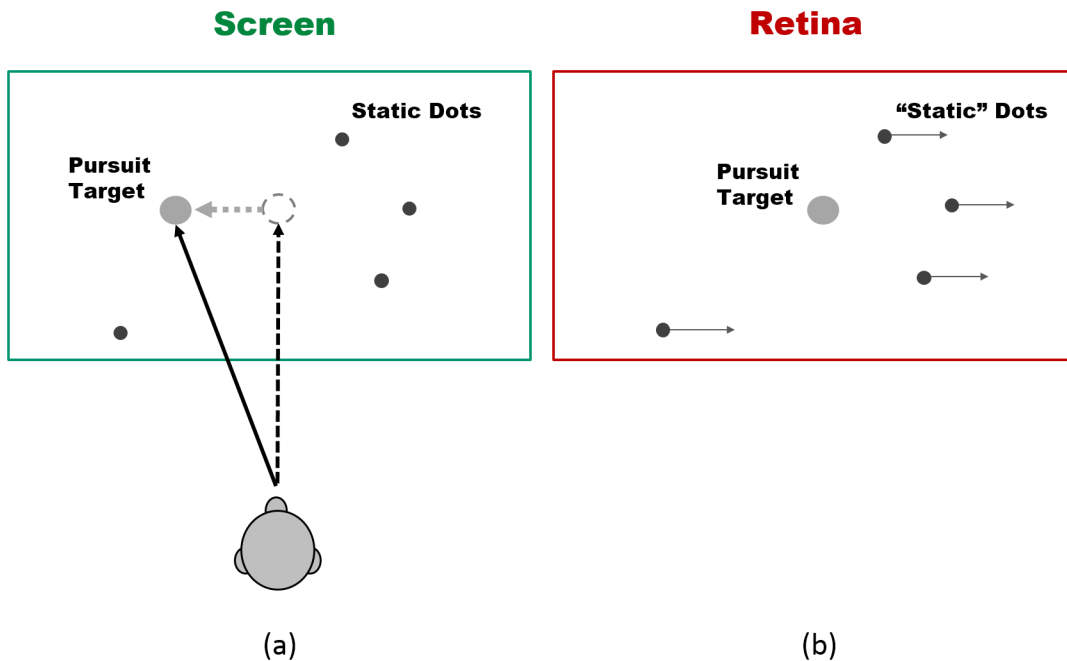 Screen
Static Dots
Pursuit
Target
(a)
Retina
“Static” Dots
Pursuit
Target
(b)